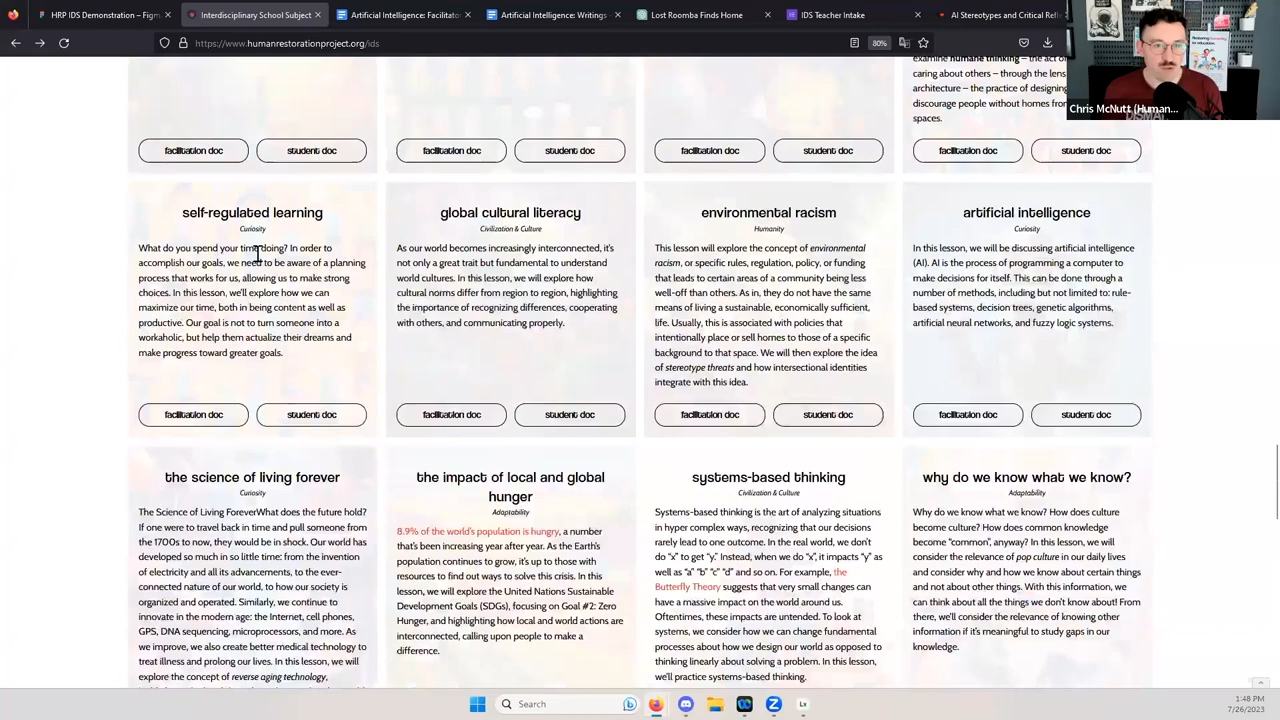 HRP IDS Demonstration – Figm
Interdisciplinary School Subject
Artificial Intelligence: Facilita
Artificial Intelligence: Writings
Lost Roomba Finds Home
IDS Teacher Intake
AI Stereotypes and Critical Refle
https://www.humanrestorationproject.org/ids
80%
Chris McNutt (Human...
examine humane thinking – the act of
caring about others – through the lens
architecture – the practice of designing
discourage people without homes from
spaces.
facilitation doc
student doc
facilitation doc
student doc
facilitation doc
student doc
facilitation doc
student doc
self-regulated learning
Curiosity
What do you spend your time doing? In order to
accomplish our goals, we need to be aware of a planning
process that works for us, allowing us to make strong
choices. In this lesson, we'll explore how we can
maximize our time, both in being content as well as
productive. Our goal is not to turn someone into a
workaholic, but help them actualize their dreams and
make progress toward greater goals.
facilitation doc
student doc
global cultural literacy
Civilization & Culture
As our world becomes increasingly interconnected, it's
not only a great trait but fundamental to understand
world cultures. In this lesson, we will explore how
cultural norms differ from region to region, highlighting
the importance of recognizing differences, cooperating
with others, and communicating properly.
facilitation doc
student doc
environmental racism
Humanity
This lesson will explore the concept of environmental
racism, or specific rules, regulation, policy, or funding
that leads to certain areas of a community being less
well-off than others. As in, they do not have the same
means of living a sustainable, economically sufficient,
life. Usually, this is associated with policies that
intentionally place or sell homes to those of a specific
background to that space. We will then explore the idea
of stereotype threats and how intersectional identities
integrate with this idea.
facilitation doc
student doc
artificial intelligence
Curiosity
In this lesson, we will be discussing artificial intelligence
(AI). AI is the process of programming a computer to
make decisions for itself. This can be done through a
number of methods, including but not limited to: rule-
based systems, decision trees, genetic algorithms,
artificial neural networks, and fuzzy logic systems.
facilitation doc
student doc
the science of living forever
Curiosity
The Science of Living ForeverWhat does the future hold?
If one were to travel back in time and pull someone from
the 1700s to now, they would be in shock. Our world has
developed so much in so little time: from the invention
of electricity and all its advancements, to the ever-
connected nature of our world, to how our society is
organized and operated. Similarly, we continue to
innovate in the modern age: the Internet, cell phones,
GPS, DNA sequencing, microprocessors, and more. As
we improve, we also create better medical technology to
treat illness and prolong our lives. In this lesson, we will
explore the concept of reverse aging technology,
the impact of local and global
hunger
Adaptability
8.9% of the world's population is hungry, a number
that's been increasing year after year. As the Earth's
population continues to grow, it's up to those with
resources to find out ways to solve this crisis. In this
lesson, we will explore the United Nations Sustainable
Development Goals (SDGs), focusing on Goal #2: Zero
Hunger, and highlighting how local and world actions are
interconnected, calling upon people to make a
difference.
systems-based thinking
Civilization & Culture
Systems-based thinking is the art of analyzing situations
in hyper complex ways, recognizing that our decisions
rarely lead to one outcome. In the real world, we don't
do "x" to get "y." Instead, when we do "x", it impacts "y" as
well as "a" "b" "c" "d" and so on. For example, the
Butterfly Theory suggests that very small changes can
have a massive impact on the world around us.
Oftentimes, these impacts are untended. To look at
systems, we consider how we can change fundamental
processes about how we design our world as opposed to
thinking linearly about solving a problem. In this lesson,
we'll practice systems-based thinking.
why do we know what we know?
Adaptability
Why do we know what we know? How does culture
become culture? How does common knowledge
become "common", anyway? In this lesson, we will
consider the relevance of pop culture in our daily lives
and consider why and how we know about certain things
and not about other things. With this information, we
can think about all the things we don't know about! From
there, we'll consider the relevance of knowing other
information if it's meaningful to study gaps in our
knowledge.
Search
1:48 PM
7/26/2023